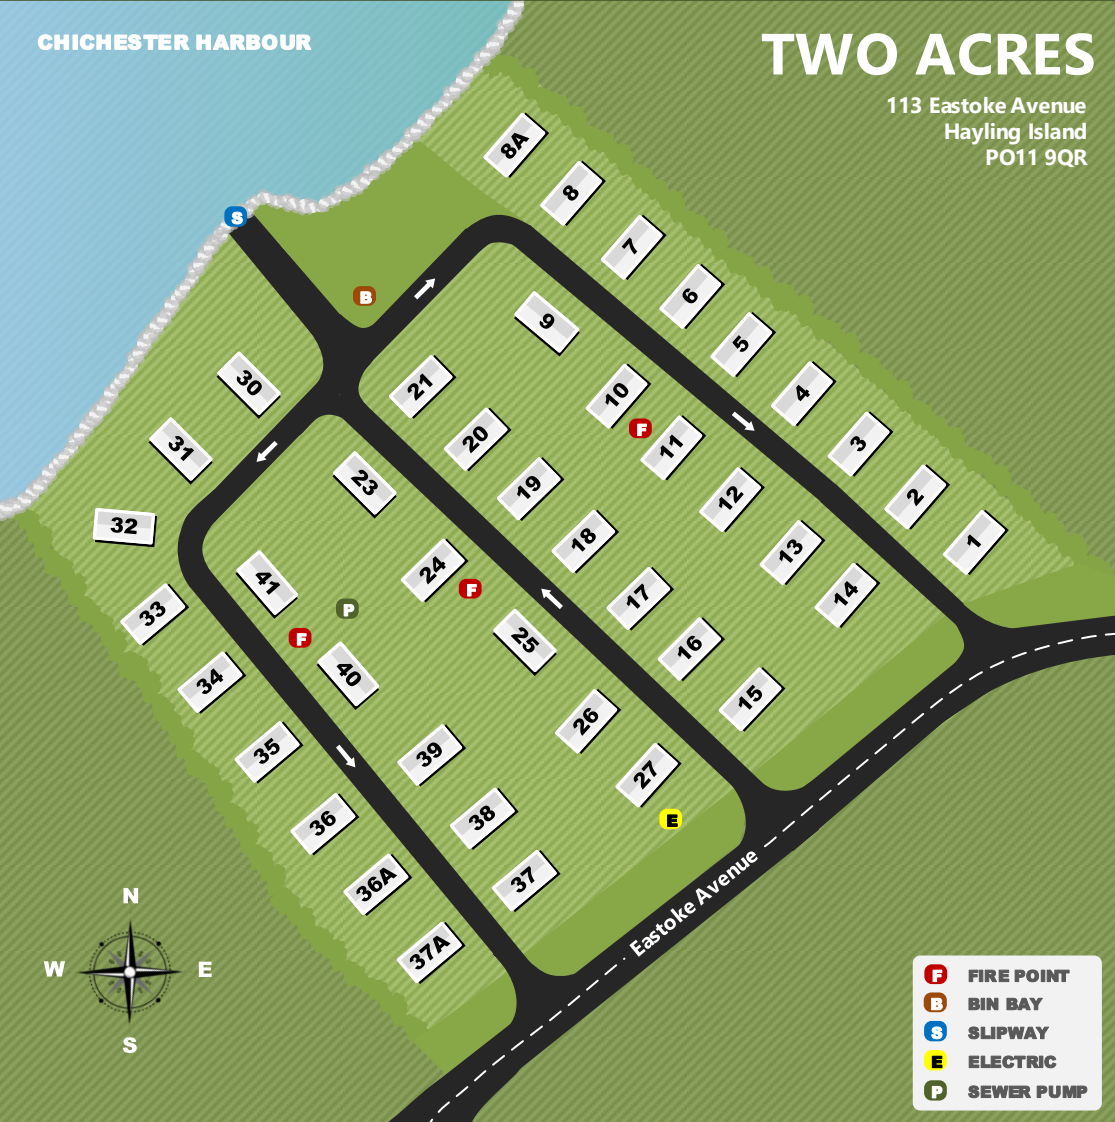 CHICHESTER HARBOUR
TWO ACRES
113 Eastoke Avenue
Hayling Island
PO11 9QR
8A
8
7
6
5
4
3
2
1
S
B
9
10
F
11
12
13
14
21
20
19
18
17
16
15
30
31
32
23
24
F
25
26
27
E
41
P
F
40
39
38
37
33
34
35
36
36A
37A
Eastoke Avenue
N
W E
S
F FIRE POINT
B BIN BAY
S SLIPWAY
E ELECTRIC
P SEWER PUMP